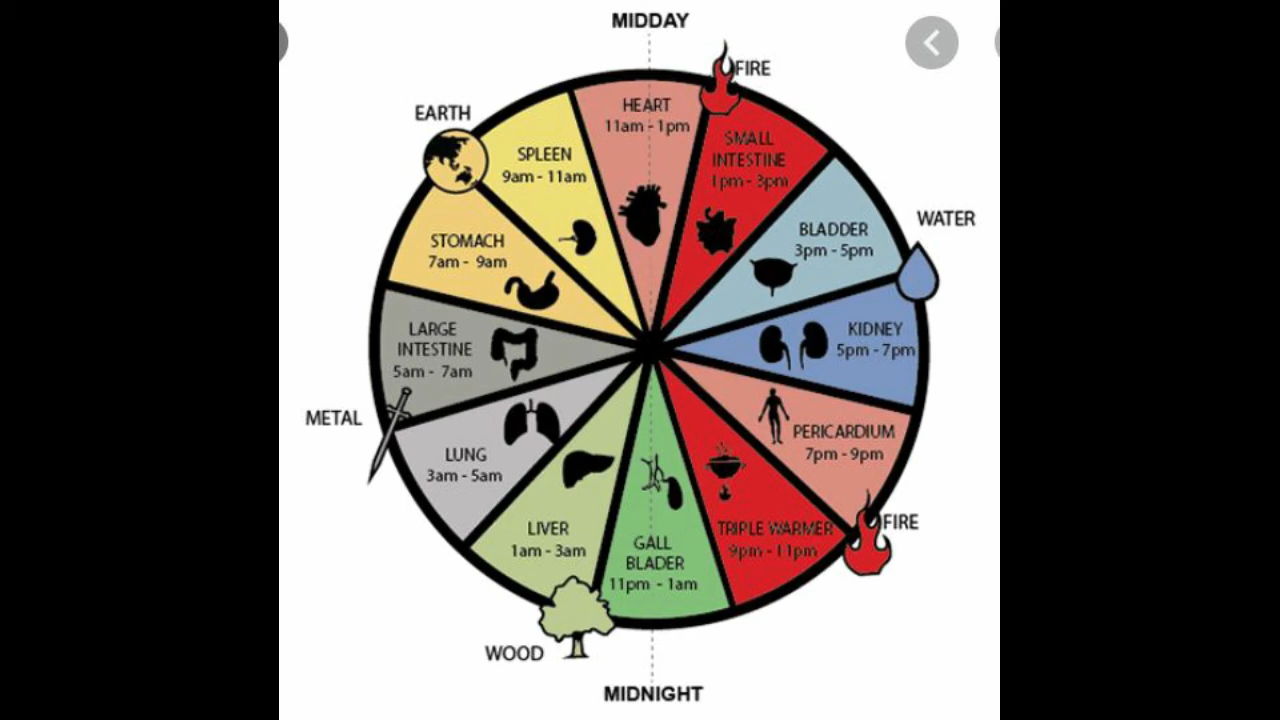 MIDDAY
FIRE
HEART
11am - 1pm
SMALL
INTESTINE
1pm - 3pm
BLADDER
3pm - 5pm
WATER
KIDNEY
5pm - 7pm
PERICARDIUM
7pm - 9pm
FIRE
TRIPLE WARMER
9pm - 11pm
GALL
BLADER
11pm - 1am
MIDNIGHT
WOOD
LIVER
1am - 3am
LUNG
3am - 5am
METAL
LARGE
INTESTINE
5am - 7am
STOMACH
7am - 9am
EARTH
SPLEEN
9am - 11am